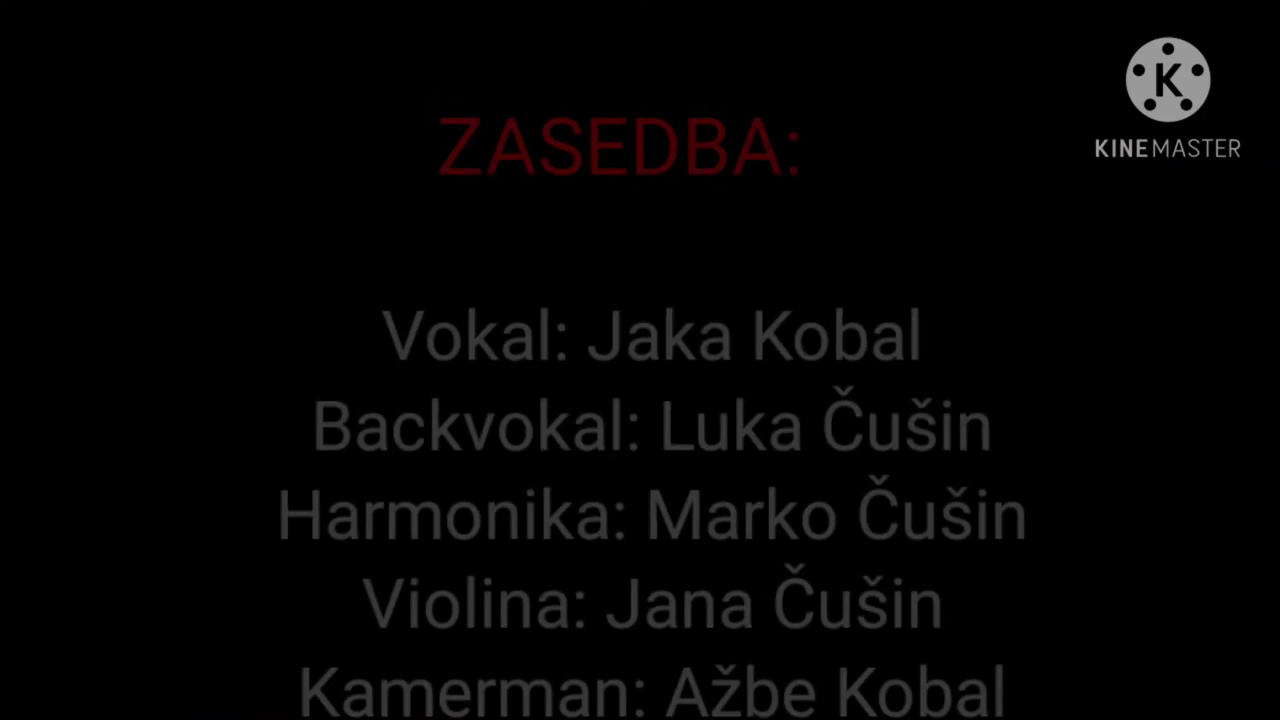 K
KINEMASTER
ZASEDBA:
Vokal: Jaka Kobal
Backvokal: Luka Čušin
Harmonika: Marko Čušin
Violina: Jana Čušin
Kamerman: Ažbe Kobal